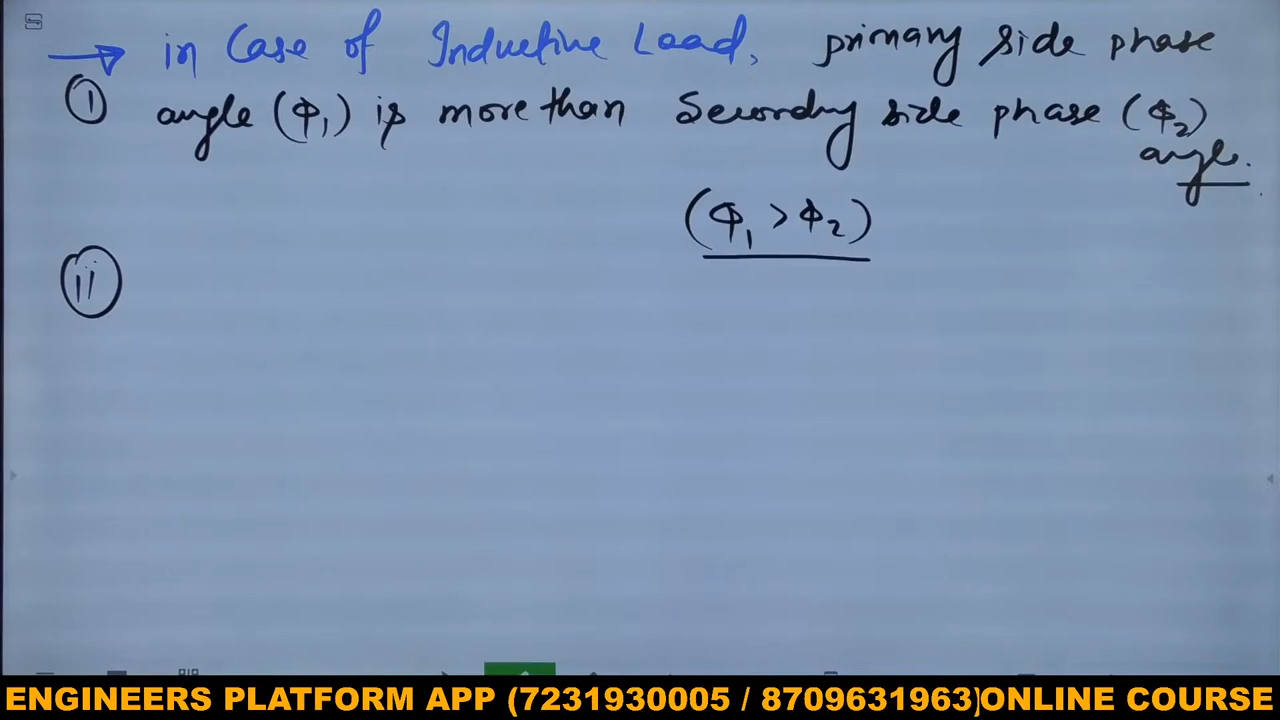 → in Case of Inductive Load, primary side phase
① angle (Φ₁) is more than Secondry side phase (Φ₂)
angle.
(Φ₁ > Φ₂)
ii
ENGINEERS PLATFORM APP (7231930005 / 8709631963)ONLINE COURSE